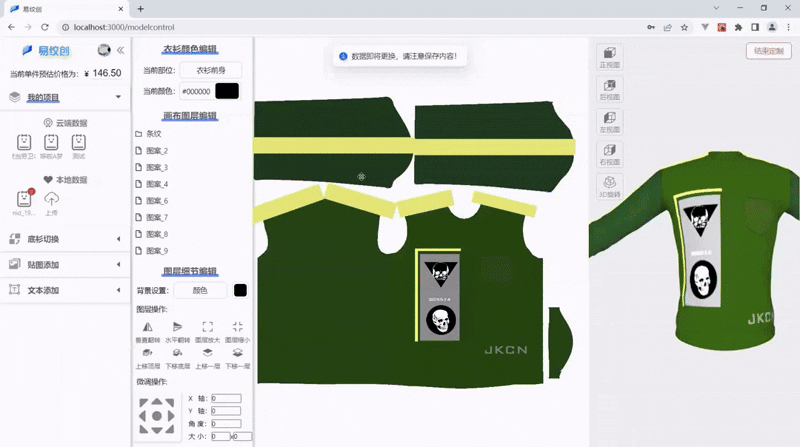 易纹创
localhost:3000/modelcontrol
易纹创
当前单件预估价格为: ¥ 146.50
我的项目
云端数据
测试
本地数据
上传
底衫切换
贴图添加
文本添加
衣衫颜色编辑
当前部位: 衣衫前身
当前颜色: #000000
画布图层编辑
条纹
图案_2
图案_3
图案_4
图案_6
图案_7
图案_8
图案_9
图层细节编辑
背景设置: 颜色
图层操作:
垂直翻转 水平翻转 图层放大 图层缩小
上移顶层 下移底层 上移一层 下移一层
微调操作:
X 轴: 0
Y 轴: 0
角度: 0
大小: 0 x0
数据即将更换, 请注意保存内容!
JKCN
正视图
后视图
左视图
右视图
3D旋转
结束定制
JKCN